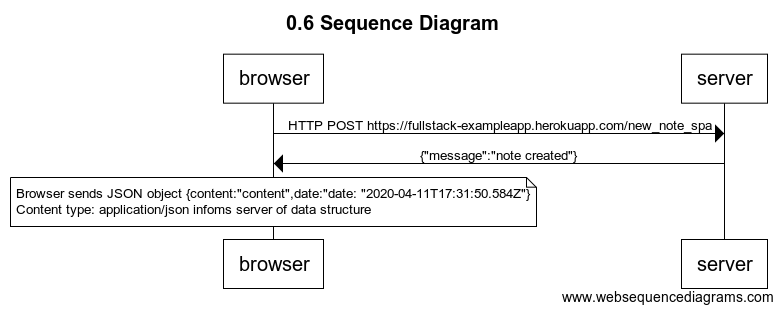 0.6 Sequence Diagram
browser
server
HTTP POST https://fullstack-exampleapp.herokuapp.com/new_note_spa
{"message":"note created"}
Browser sends JSON object {content:"content",date:"date: "2020-04-11T17:31:50.584Z"}
Content type: application/json infoms server of data structure
browser
server
www.websequencediagrams.com